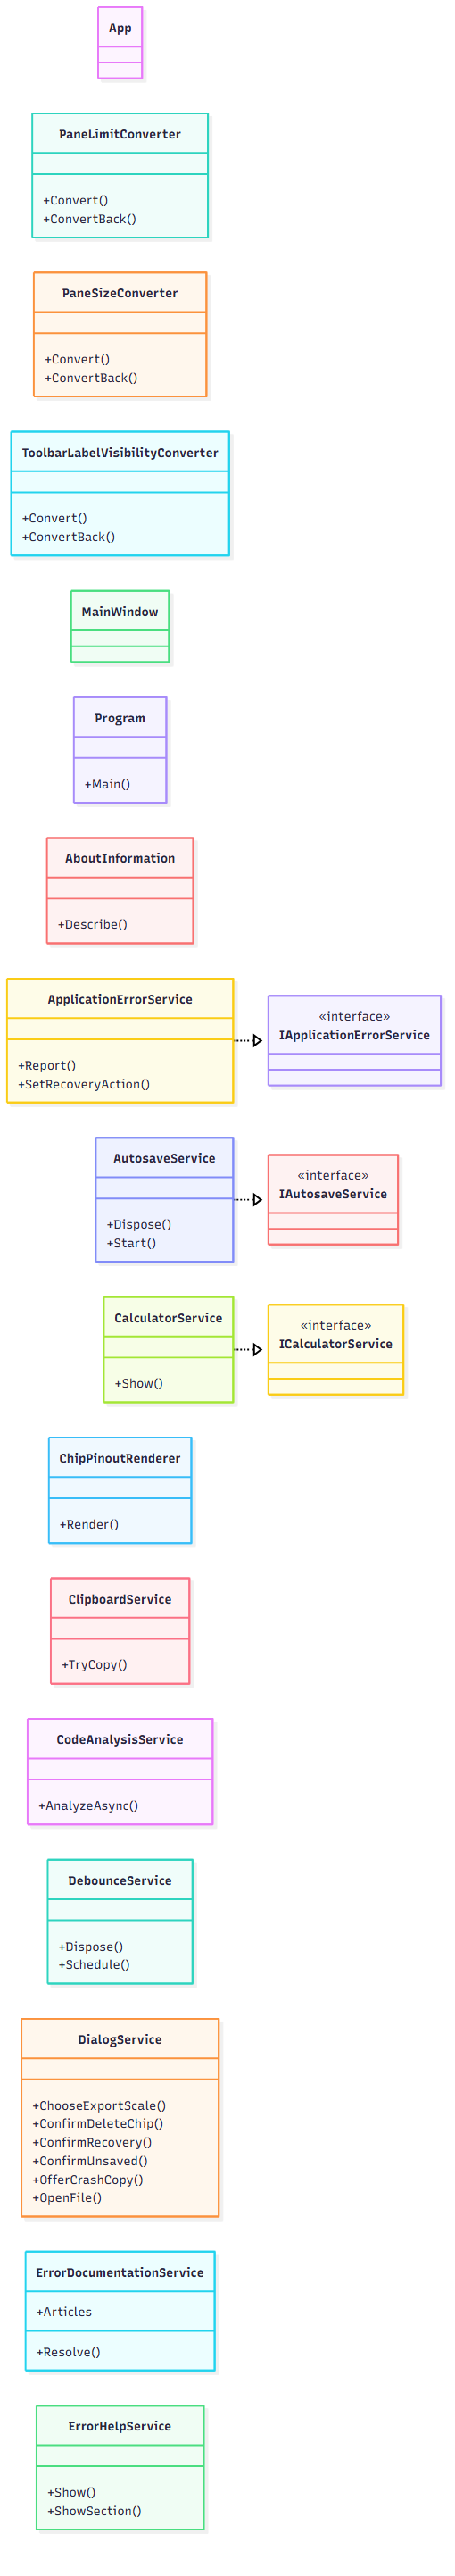 App
PaneLimitConverter
+Convert()
+ConvertBack()
PaneSizeConverter
+Convert()
+ConvertBack()
ToolbarLabelVisibilityConverter
+Convert()
+ConvertBack()
MainWindow
Program
+Main()
AboutInformation
+Describe()
ApplicationErrorService
+Report()
+SetRecoveryAction()
«interface»
IApplicationErrorService
AutosaveService
+Dispose()
+Start()
«interface»
IAutosaveService
CalculatorService
+Show()
«interface»
ICalculatorService
ChipPinoutRenderer
+Render()
ClipboardService
+TryCopy()
CodeAnalysisService
+AnalyzeAsync()
DebounceService
+Dispose()
+Schedule()
DialogService
+ChooseExportScale()
+ConfirmDeleteChip()
+ConfirmRecovery()
+ConfirmUnsaved()
+OfferCrashCopy()
+OpenFile()
ErrorDocumentationService
+Articles
+Resolve()
ErrorHelpService
+Show()
+ShowSection()